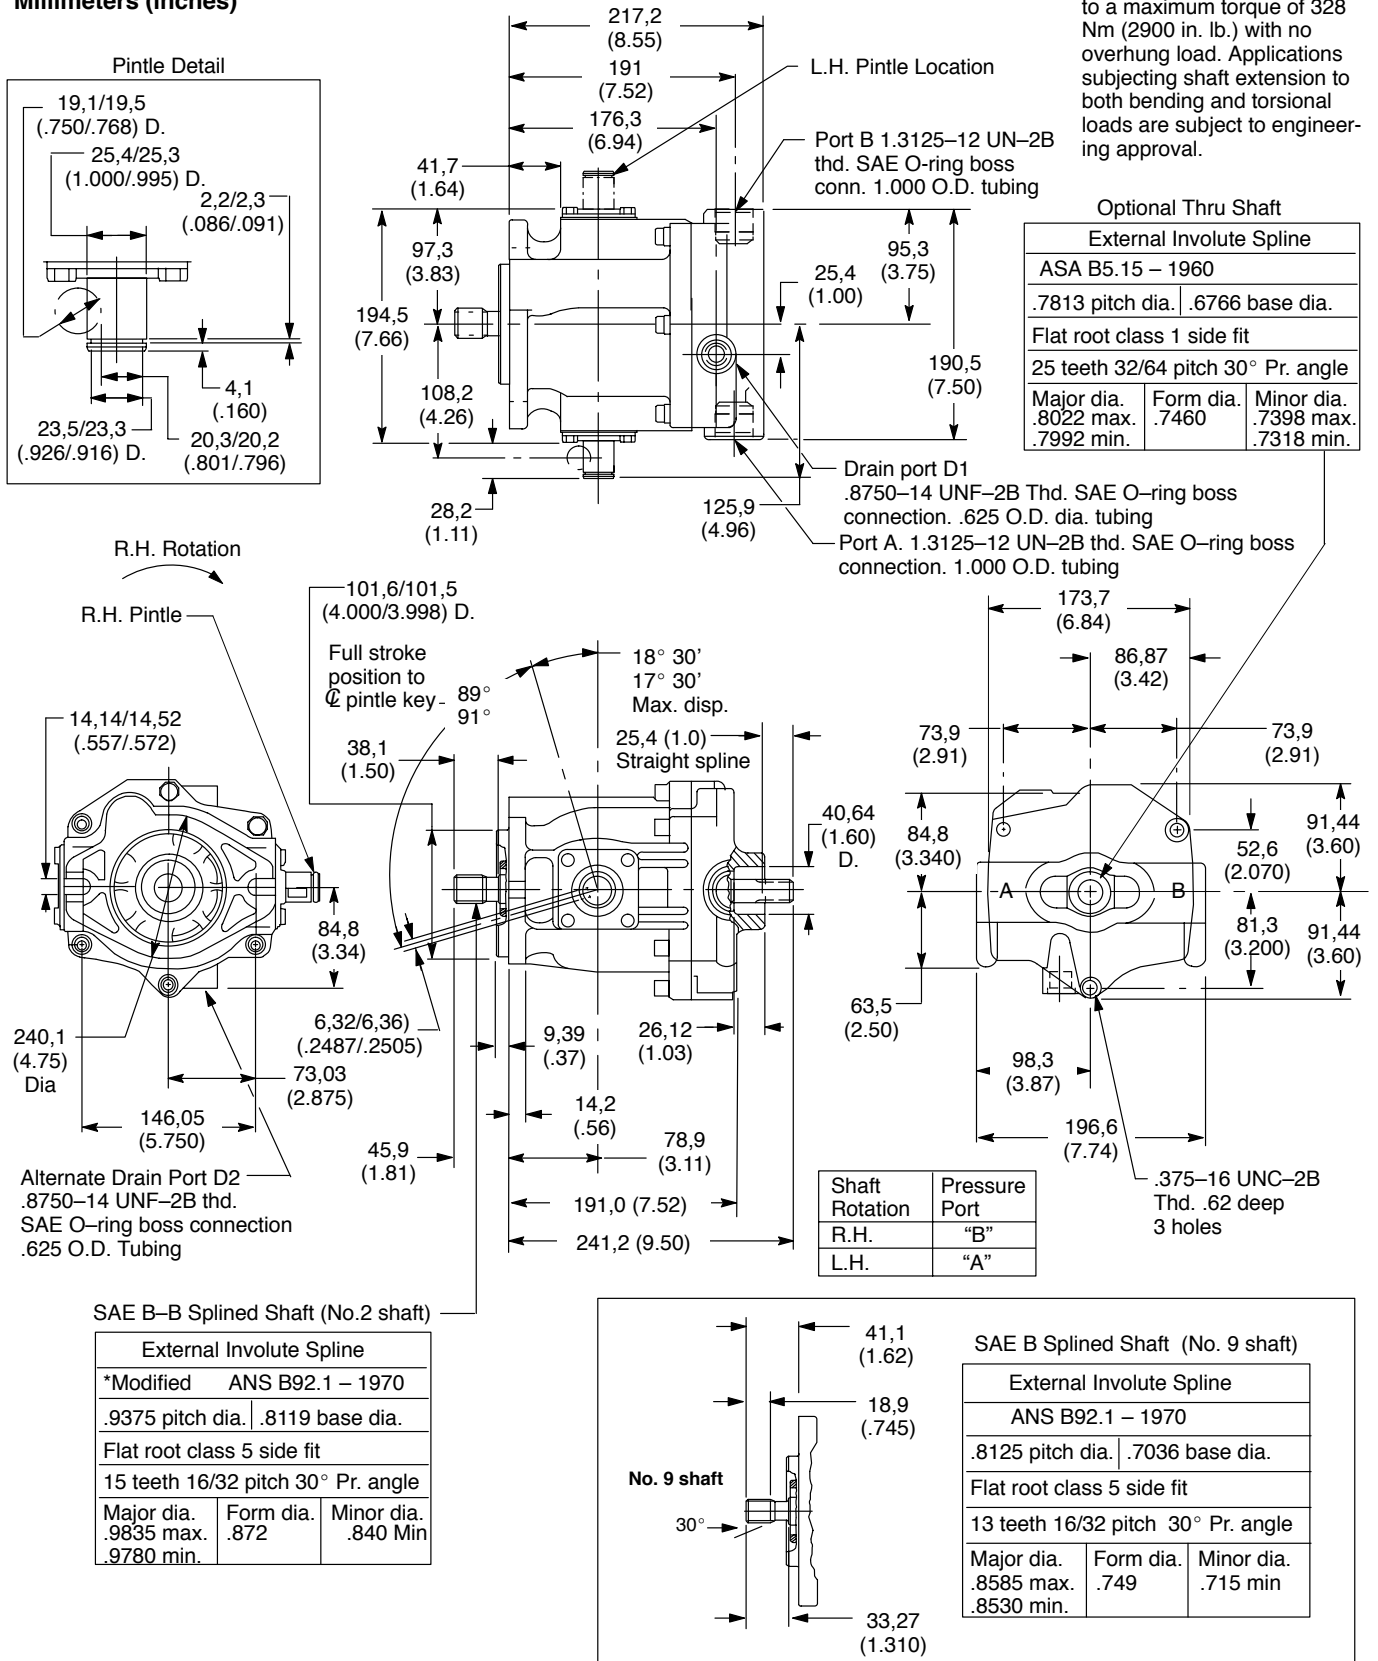 Millimeters (inches)
to a maximum torque of 328
Nm (2900 in. lb.) with no
overhung load. Applications
subjecting shaft extension to
both bending and torsional
loads are subject to engineer-
ing approval.
Pintle Detail
19,1/19,5
(.750/.768) D.
25,4/25,3
(1.000/.995) D.
2,2/2,3
(.086/.091)
4,1
(.160)
23,5/23,3
(.926/.916) D.
20,3/20,2
(.801/.796)
217,2
(8.55)
191
(7.52)
176,3
(6.94)
41,7
(1.64)
L.H. Pintle Location
Port B 1.3125–12 UN–2B
thd. SAE O-ring boss
conn. 1.000 O.D. tubing
97,3
(3.83)
194,5
(7.66)
108,2
(4.26)
28,2
(1.11)
95,3
(3.75)
25,4
(1.00)
190,5
(7.50)
125,9
(4.96)
Drain port D1
.8750–14 UNF–2B Thd. SAE O–ring boss
connection. .625 O.D. dia. tubing
Port A. 1.3125–12 UN–2B thd. SAE O–ring boss
connection. 1.000 O.D. tubing
Optional Thru Shaft
External Involute Spline
ASA B5.15 – 1960
.7813 pitch dia. .6766 base dia.
Flat root class 1 side fit
25 teeth 32/64 pitch 30° Pr. angle
Major dia. Form dia. Minor dia.
.8022 max. .7460 .7398 max.
.7992 min. .7318 min.
R.H. Rotation
R.H. Pintle
14,14/14,52
(.557/.572)
84,8
(3.34)
240,1
(4.75)
Dia
73,03
(2.875)
146,05
(5.750)
Alternate Drain Port D2
.8750–14 UNF–2B thd.
SAE O–ring boss connection
.625 O.D. Tubing
101,6/101,5
(4.000/3.998) D.
Full stroke
position to
℄ pintle key
89°
91°
18° 30’
17° 30’
Max. disp.
38,1
(1.50)
25,4 (1.0)
Straight spline
40,64
(1.60)
D.
6,32/6,36)
(.2487/.2505)
9,39
(.37)
26,12
(1.03)
14,2
(.56)
45,9
(1.81)
78,9
(3.11)
191,0 (7.52)
241,2 (9.50)
173,7
(6.84)
86,87
(3.42)
73,9
(2.91)
73,9
(2.91)
84,8
(3.340)
91,44
(3.60)
52,6
(2.070)
A
B
81,3
(3.200)
91,44
(3.60)
63,5
(2.50)
98,3
(3.87)
196,6
(7.74)
.375–16 UNC–2B
Thd. .62 deep
3 holes
Shaft Pressure
Rotation Port
R.H. “B”
L.H. “A”
SAE B–B Splined Shaft (No.2 shaft)
External Involute Spline
*Modified ANS B92.1 – 1970
.9375 pitch dia. .8119 base dia.
Flat root class 5 side fit
15 teeth 16/32 pitch 30° Pr. angle
Major dia. Form dia. Minor dia.
.9835 max. .872 .840 Min
.9780 min.
41,1
(1.62)
18,9
(.745)
No. 9 shaft
30°
33,27
(1.310)
SAE B Splined Shaft (No. 9 shaft)
External Involute Spline
ANS B92.1 – 1970
.8125 pitch dia. .7036 base dia.
Flat root class 5 side fit
13 teeth 16/32 pitch 30° Pr. angle
Major dia. Form dia. Minor dia.
.8585 max. .749 .715 min
.8530 min.